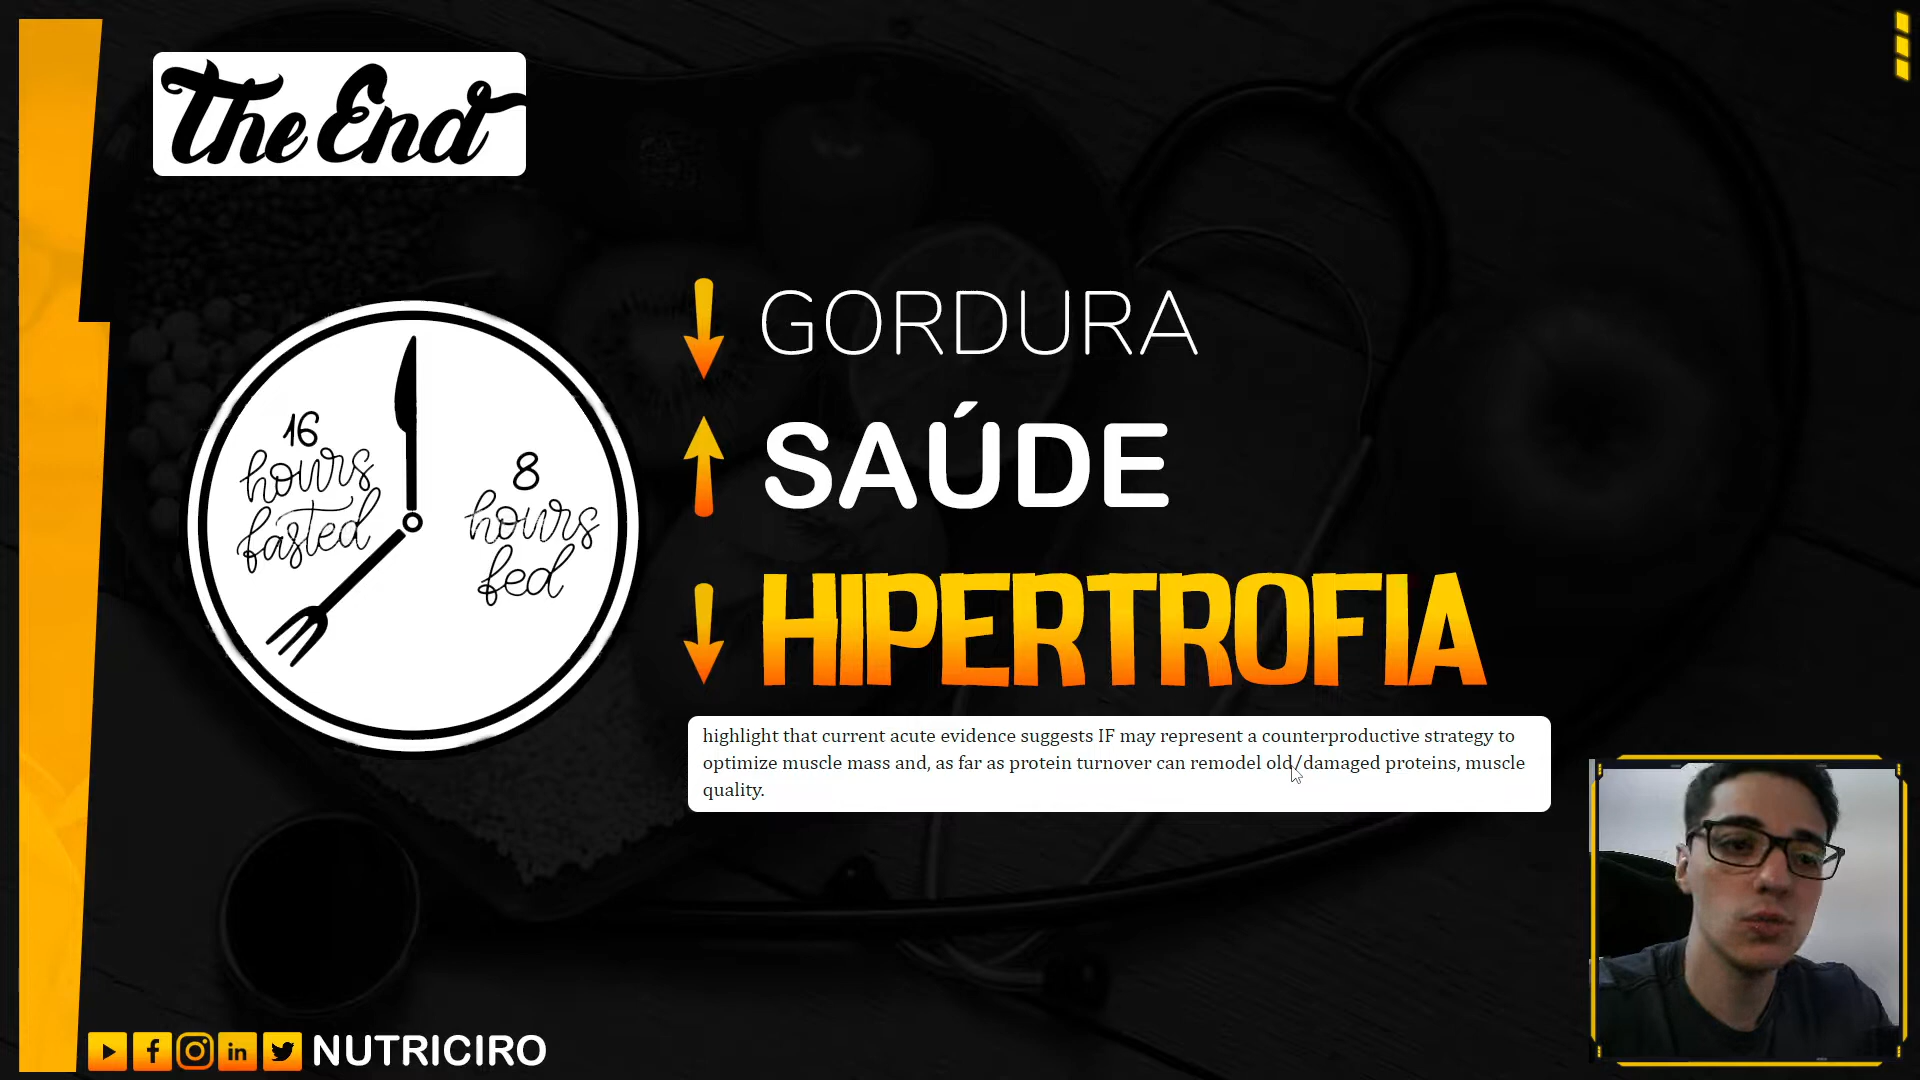 The End
16
hours
fasted
8
hours
fed
GORDURA
SAÚDE
HIPERTROFIA
highlight that current acute evidence suggests IF may represent a counterproductive strategy to
optimize muscle mass and, as far as protein turnover can remodel old/damaged proteins, muscle
quality.
NUTRICIRO